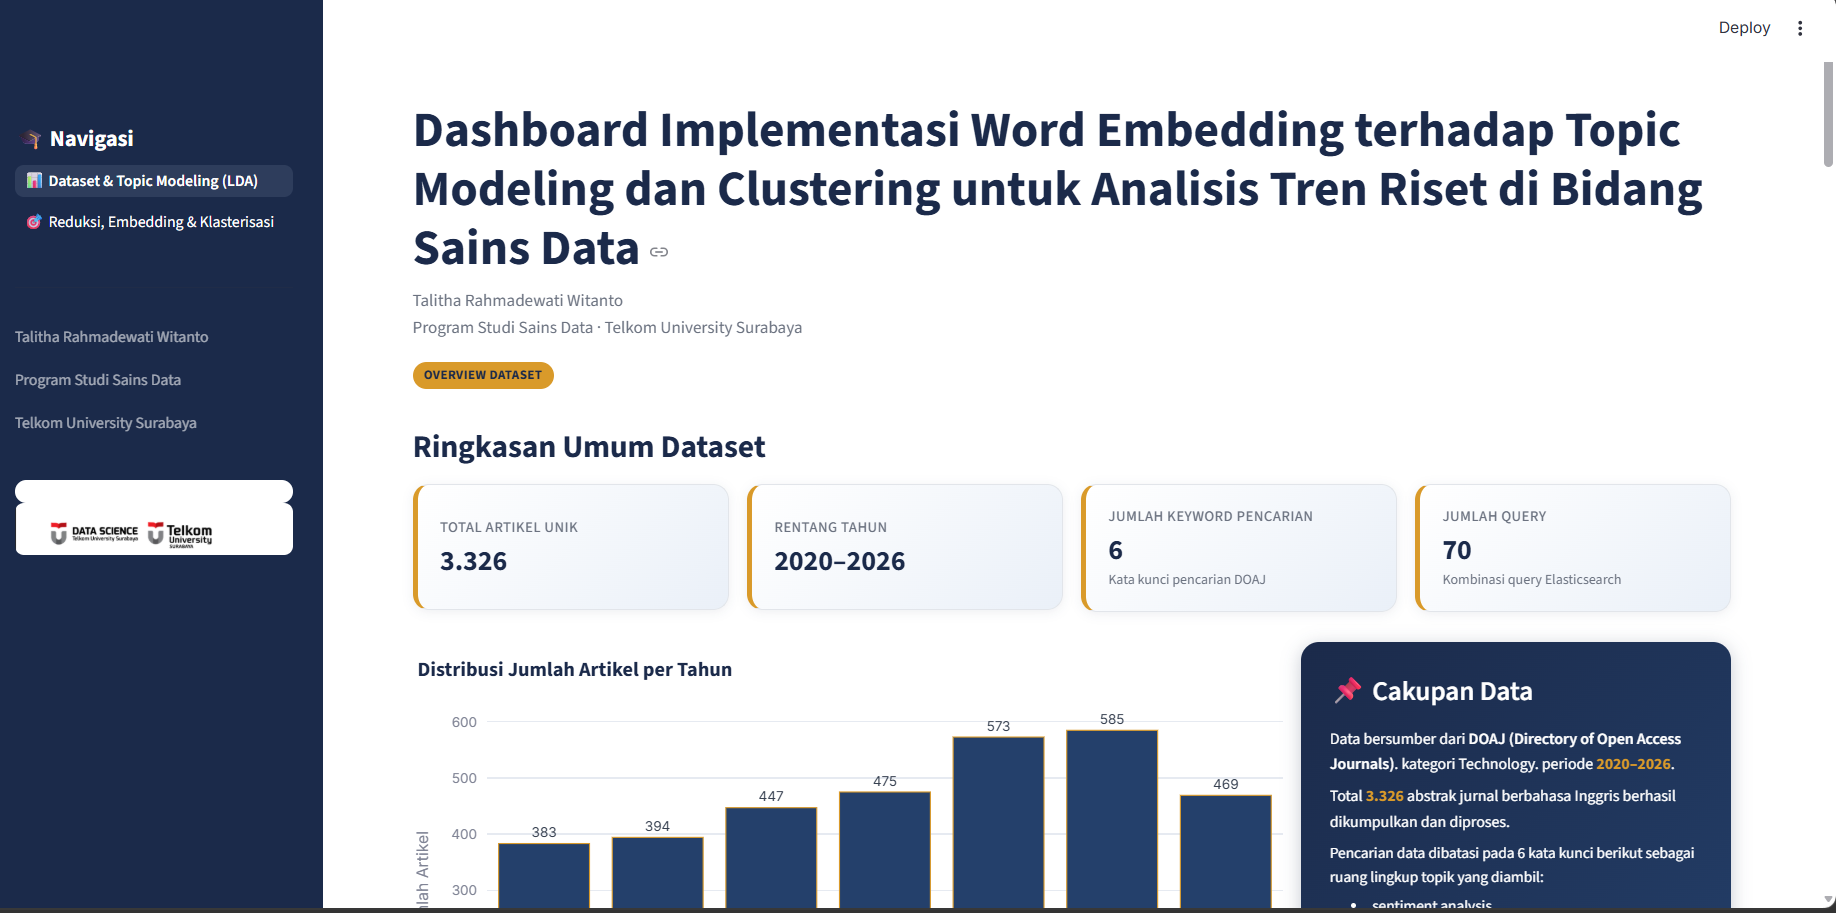 Deploy
Navigasi
Dataset & Topic Modeling (LDA)
Reduksi, Embedding & Klasterisasi
Talitha Rahmadewati Witanto
Program Studi Sains Data
Telkom University Surabaya
DATA SCIENCE
Telkom University Surabaya
Telkom
University
SURABAYA
Dashboard Implementasi Word Embedding terhadap Topic
Modeling dan Clustering untuk Analisis Tren Riset di Bidang
Sains Data
Talitha Rahmadewati Witanto
Program Studi Sains Data · Telkom University Surabaya
OVERVIEW DATASET
Ringkasan Umum Dataset
TOTAL ARTIKEL UNIK
3.326
RENTANG TAHUN
2020–2026
JUMLAH KEYWORD PENCARIAN
6
Kata kunci pencarian DOAJ
JUMLAH QUERY
70
Kombinasi query Elasticsearch
Distribusi Jumlah Artikel per Tahun
600
500
400
300
383
394
447
475
573
585
469
Cakupan Data
Data bersumber dari DOAJ (Directory of Open Access
Journals). kategori Technology. periode 2020–2026.
Total 3.326 abstrak jurnal berbahasa Inggris berhasil
dikumpulkan dan diproses.
Pencarian data dibatasi pada 6 kata kunci berikut sebagai
ruang lingkup topik yang diambil:
• sentiment analysis
Artikel